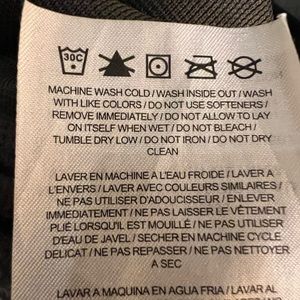 30C
MACHINE WASH COLD / WASH INSIDE OUT / WASH
WITH LIKE COLORS / DO NOT USE SOFTENERS /
REMOVE IMMEDIATELY / DO NOT ALLOW TO LAY
ON ITSELF WHEN WET / DO NOT BLEACH /
TUMBLE DRY LOW / DO NOT IRON / DO NOT DRY
CLEAN
LAVER EN MACHINE A L'EAU FROIDE / LAVER A
L'ENVERS / LAVER AVEC COULEURS SIMILAIRES /
NE PAS UTILISER D'ADOUCISSEUR / ENLEVER
IMMÉDIATEMENT / NE PAS LAISSER LE VÊTEMENT
PLIÉ LORSQU'IL EST MOUILLÉ / NE PAS UTILISER
D'EAU DE JAVEL / SECHER EN MACHINE CYCLE
DELICAT / NE PAS REPASSER / NE PAS NETTOYER
A SEC
LAVAR A MAQUINA EN AGUA FRIA / LAVAR AL